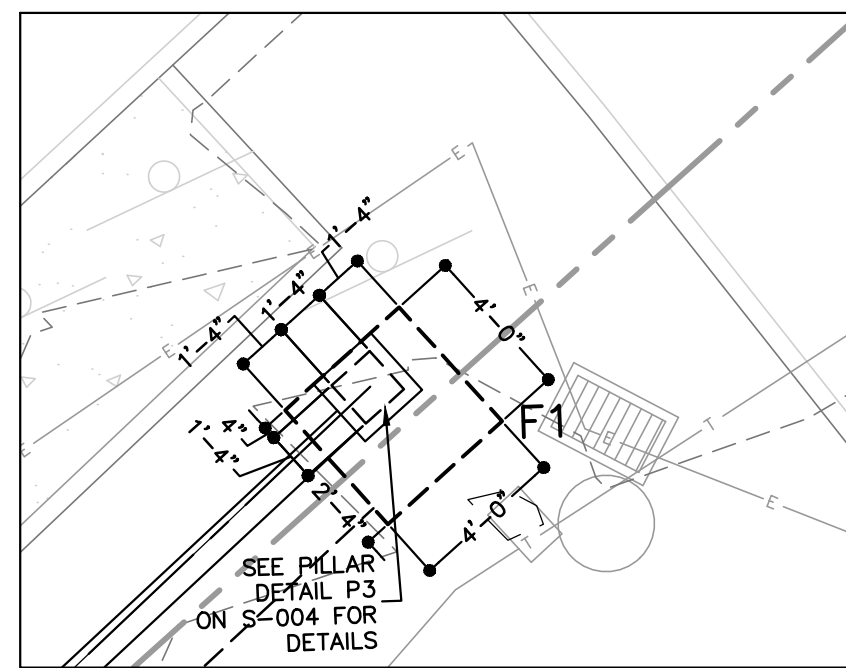 E
1'-4"
1'-4"
1'-4"
E
E
4'-0"
F1
1'-4"
4"
E
E
T
E
2'-4"
4'-0"
T
SEE PILLAR
DETAIL P3
ON S-004 FOR
DETAILS